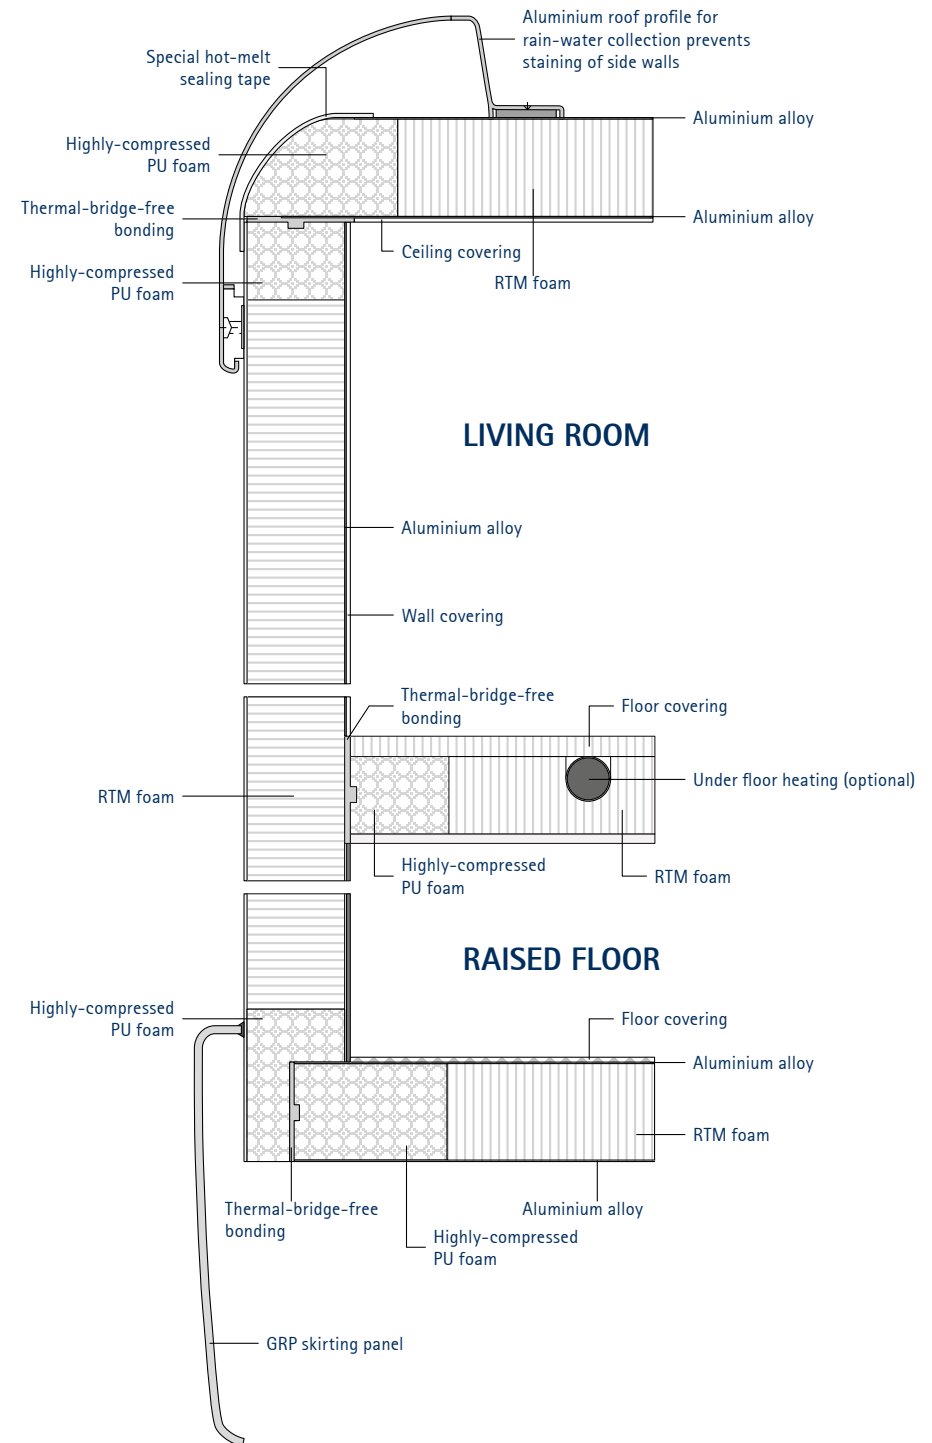 Aluminium roof profile for
rain-water collection prevents
staining of side walls
Special hot-melt
sealing tape
Aluminium alloy
Highly-compressed
PU foam
Thermal-bridge-free
bonding
Aluminium alloy
Ceiling covering
Highly-compressed
PU foam
RTM foam
LIVING ROOM
Aluminium alloy
Wall covering
Thermal-bridge-free
bonding
Floor covering
Under floor heating (optional)
RTM foam
Highly-compressed
PU foam
RTM foam
RAISED FLOOR
Highly-compressed
PU foam
Floor covering
Aluminium alloy
RTM foam
Thermal-bridge-free
bonding
Aluminium alloy
Highly-compressed
PU foam
GRP skirting panel